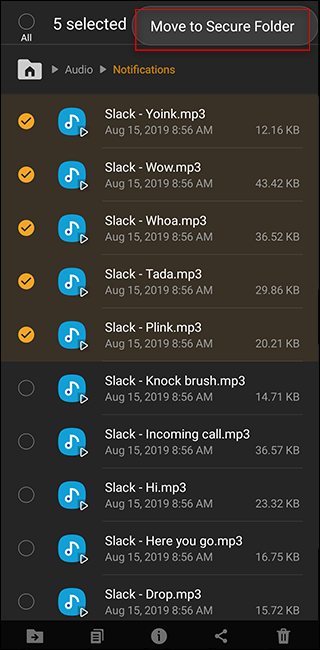 5 selected
Move to Secure Folder
All
Audio
Notifications
Slack - Yoink.mp3
Aug 15, 2019 8:56 AM 12.16 KB
Slack - Wow.mp3
Aug 15, 2019 8:56 AM 43.42 KB
Slack - Whoa.mp3
Aug 15, 2019 8:56 AM 36.52 KB
Slack - Tada.mp3
Aug 15, 2019 8:56 AM 29.86 KB
Slack - Plink.mp3
Aug 15, 2019 8:56 AM 20.21 KB
Slack - Knock brush.mp3
Aug 15, 2019 8:56 AM 14.71 KB
Slack - Incoming call.mp3
Aug 15, 2019 8:56 AM 36.57 KB
Slack - Hi.mp3
Aug 15, 2019 8:56 AM 23.32 KB
Slack - Here you go.mp3
Aug 15, 2019 8:56 AM 16.75 KB
Slack - Drop.mp3
Aug 15, 2019 8:56 AM 15.72 KB